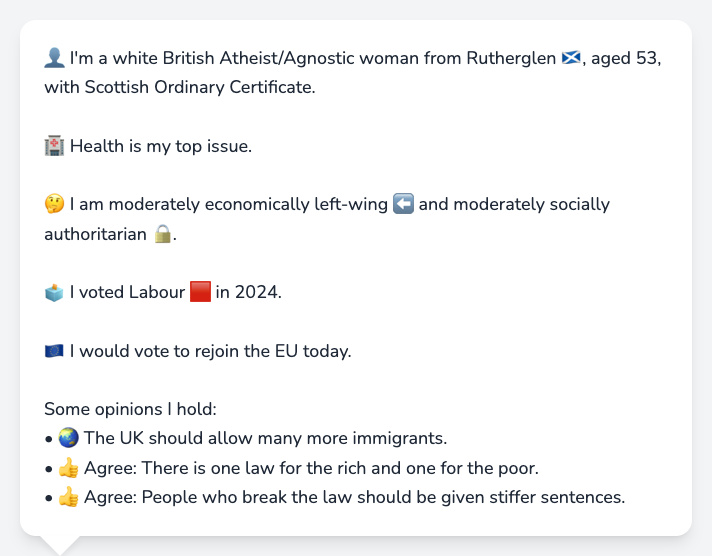 👤 I'm a white British Atheist/Agnostic woman from Rutherglen 🏴󠁧󠁢󠁳󠁣󠁴󠁿, aged 53,
with Scottish Ordinary Certificate.
🏥 Health is my top issue.
🤔 I am moderately economically left-wing ⬅️ and moderately socially
authoritarian 🔒.
🗳️ I voted Labour 🟥 in 2024.
🇪🇺 I would vote to rejoin the EU today.
Some opinions I hold:
• 🌏 The UK should allow many more immigrants.
• 👍 Agree: There is one law for the rich and one for the poor.
• 👍 Agree: People who break the law should be given stiffer sentences.